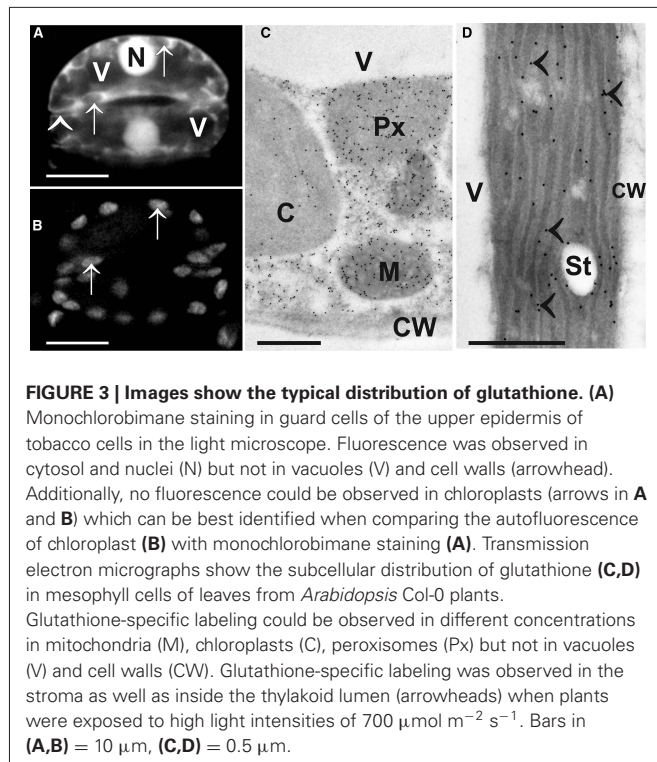 A
N
V
V
B
C
V
Px
C
M
CW
D
V
CW
St
FIGURE 3 | Images show the typical distribution of glutathione. (A)
Monochlorobimane staining in guard cells of the upper epidermis of
tobacco cells in the light microscope. Fluorescence was observed in
cytosol and nuclei (N) but not in vacuoles (V) and cell walls (arrowhead).
Additionally, no fluorescence could be observed in chloroplasts (arrows in A
and B) which can be best identified when comparing the autofluorescence
of chloroplast (B) with monochlorobimane staining (A). Transmission
electron micrographs show the subcellular distribution of glutathione (C,D)
in mesophyll cells of leaves from Arabidopsis Col-0 plants.
Glutathione-specific labeling could be observed in different concentrations
in mitochondria (M), chloroplasts (C), peroxisomes (Px) but not in vacuoles
(V) and cell walls (CW). Glutathione-specific labeling was observed in the
stroma as well as inside the thylakoid lumen (arrowheads) when plants
were exposed to high light intensities of 700 μmol m⁻² s⁻¹. Bars in
(A,B) = 10 μm, (C,D) = 0.5 μm.